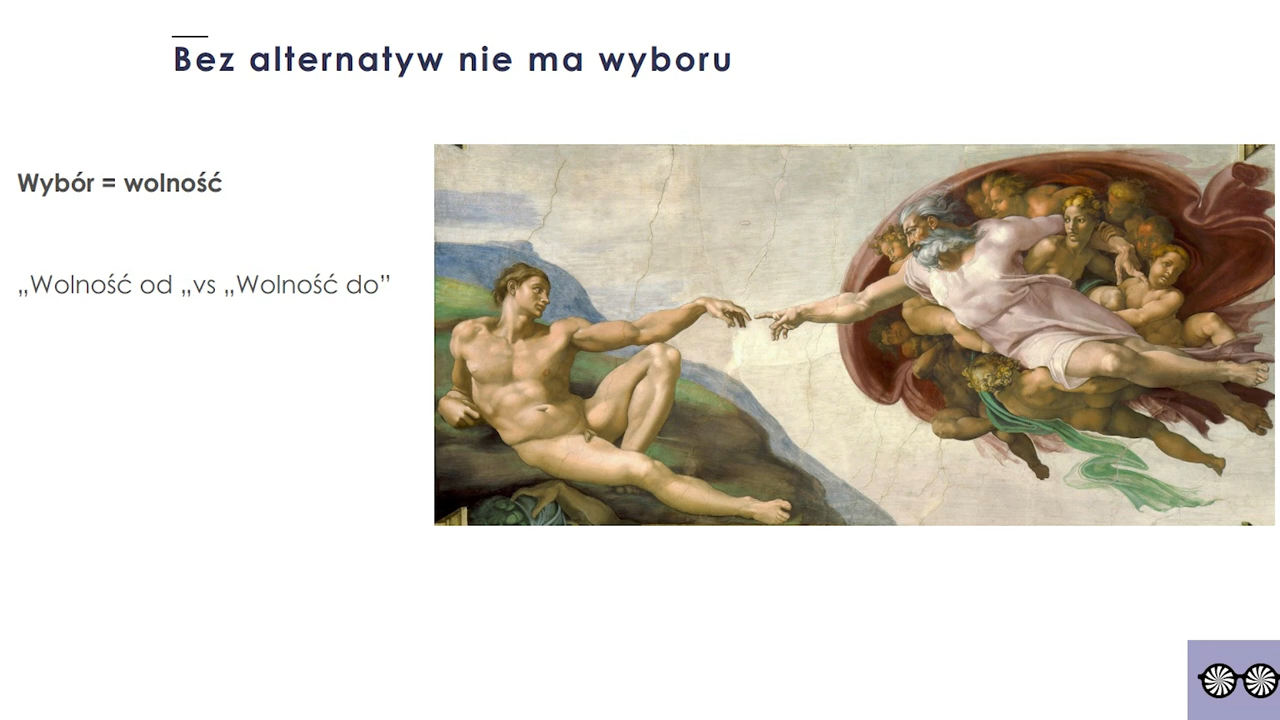 Bez alternatyw nie ma wyboru
Wybór = wolność
„Wolność od „vs „Wolność do”